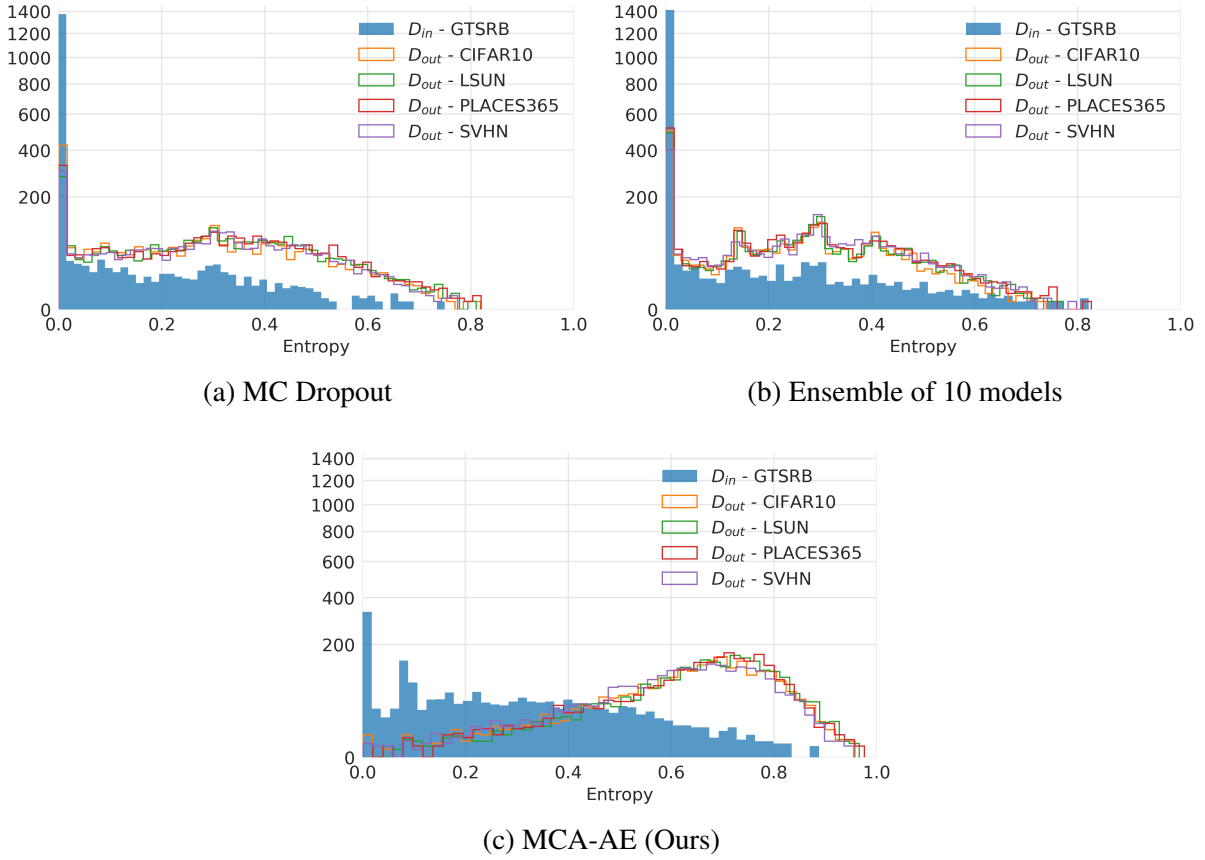 1400
1200
1000
800
600
400
200
0
D_in - GTSRB
D_out - CIFAR10
D_out - LSUN
D_out - PLACES365
D_out - SVHN
0.0 0.2 0.4 0.6 0.8 1.0
Entropy
(a) MC Dropout
1400
1200
1000
800
600
400
200
0
D_in - GTSRB
D_out - CIFAR10
D_out - LSUN
D_out - PLACES365
D_out - SVHN
0.0 0.2 0.4 0.6 0.8 1.0
Entropy
(b) Ensemble of 10 models
1400
1200
1000
800
600
400
200
0
D_in - GTSRB
D_out - CIFAR10
D_out - LSUN
D_out - PLACES365
D_out - SVHN
0.0 0.2 0.4 0.6 0.8 1.0
Entropy
(c) MCA-AE (Ours)